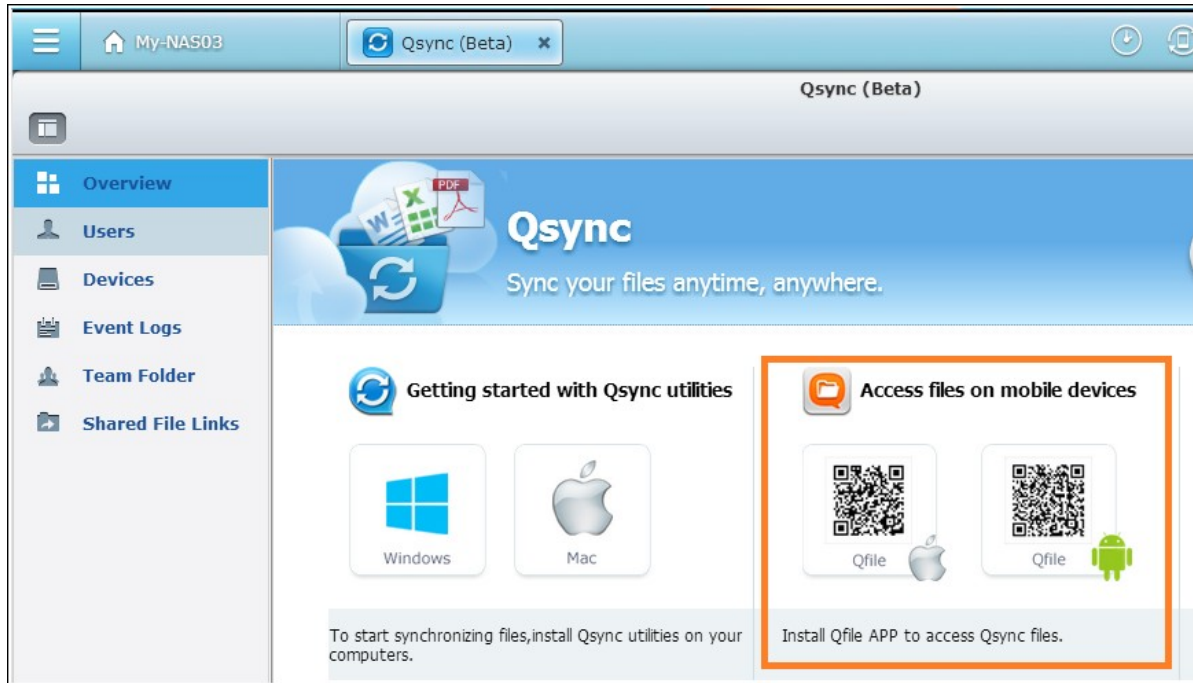 My-NAS03
Qsync (Beta)
Qsync (Beta)
Overview
Users
Devices
Event Logs
Team Folder
Shared File Links
PDF
W
X
Qsync
Sync your files anytime, anywhere.
Getting started with Qsync utilities
Windows
Mac
To start synchronizing files,install Qsync utilities on your
computers.
Access files on mobile devices
Qfile
Qfile
Install Qfile APP to access Qsync files.